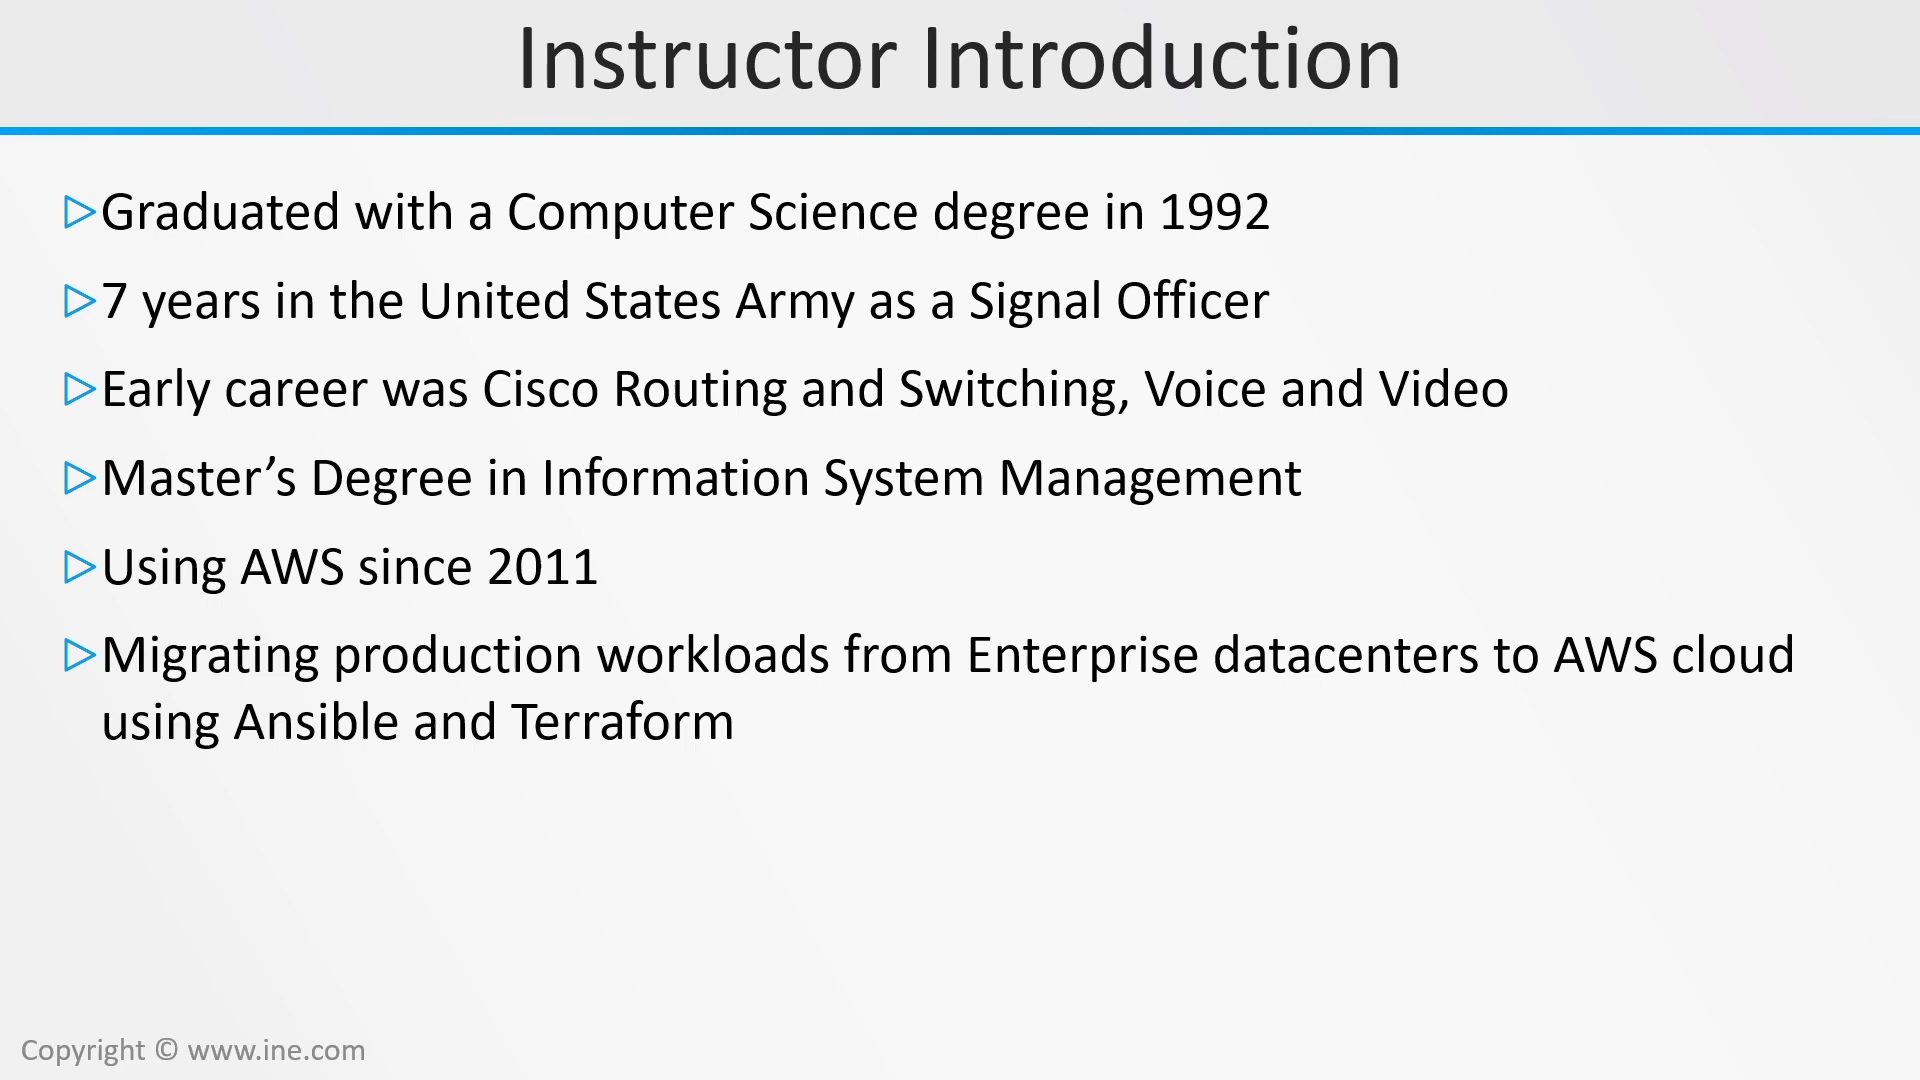 Instructor Introduction
Graduated with a Computer Science degree in 1992
7 years in the United States Army as a Signal Officer
Early career was Cisco Routing and Switching, Voice and Video
Master’s Degree in Information System Management
Using AWS since 2011
Migrating production workloads from Enterprise datacenters to AWS cloud
using Ansible and Terraform
Copyright © www.ine.com